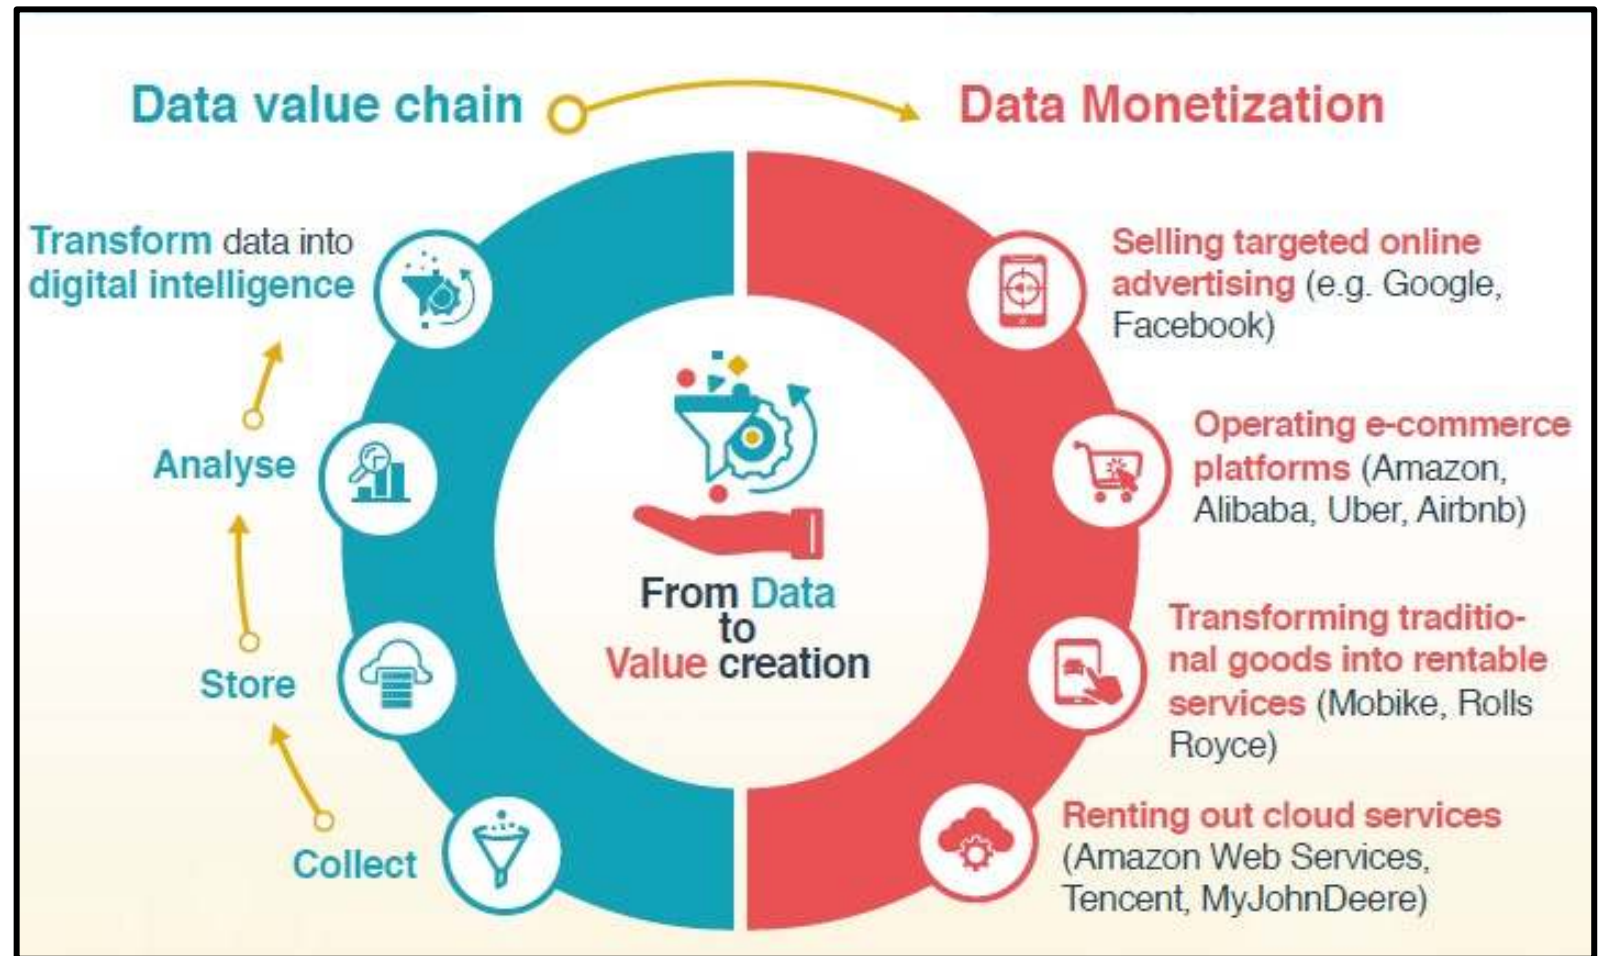 Data value chain
Data Monetization
Transform data into
digital intelligence
Analyse
Store
Collect
From Data
to
Value creation
Selling targeted online
advertising (e.g. Google,
Facebook)
Operating e-commerce
platforms (Amazon,
Alibaba, Uber, Airbnb)
Transforming traditio-
nal goods into rentable
services (Mobike, Rolls
Royce)
Renting out cloud services
(Amazon Web Services,
Tencent, MyJohnDeere)